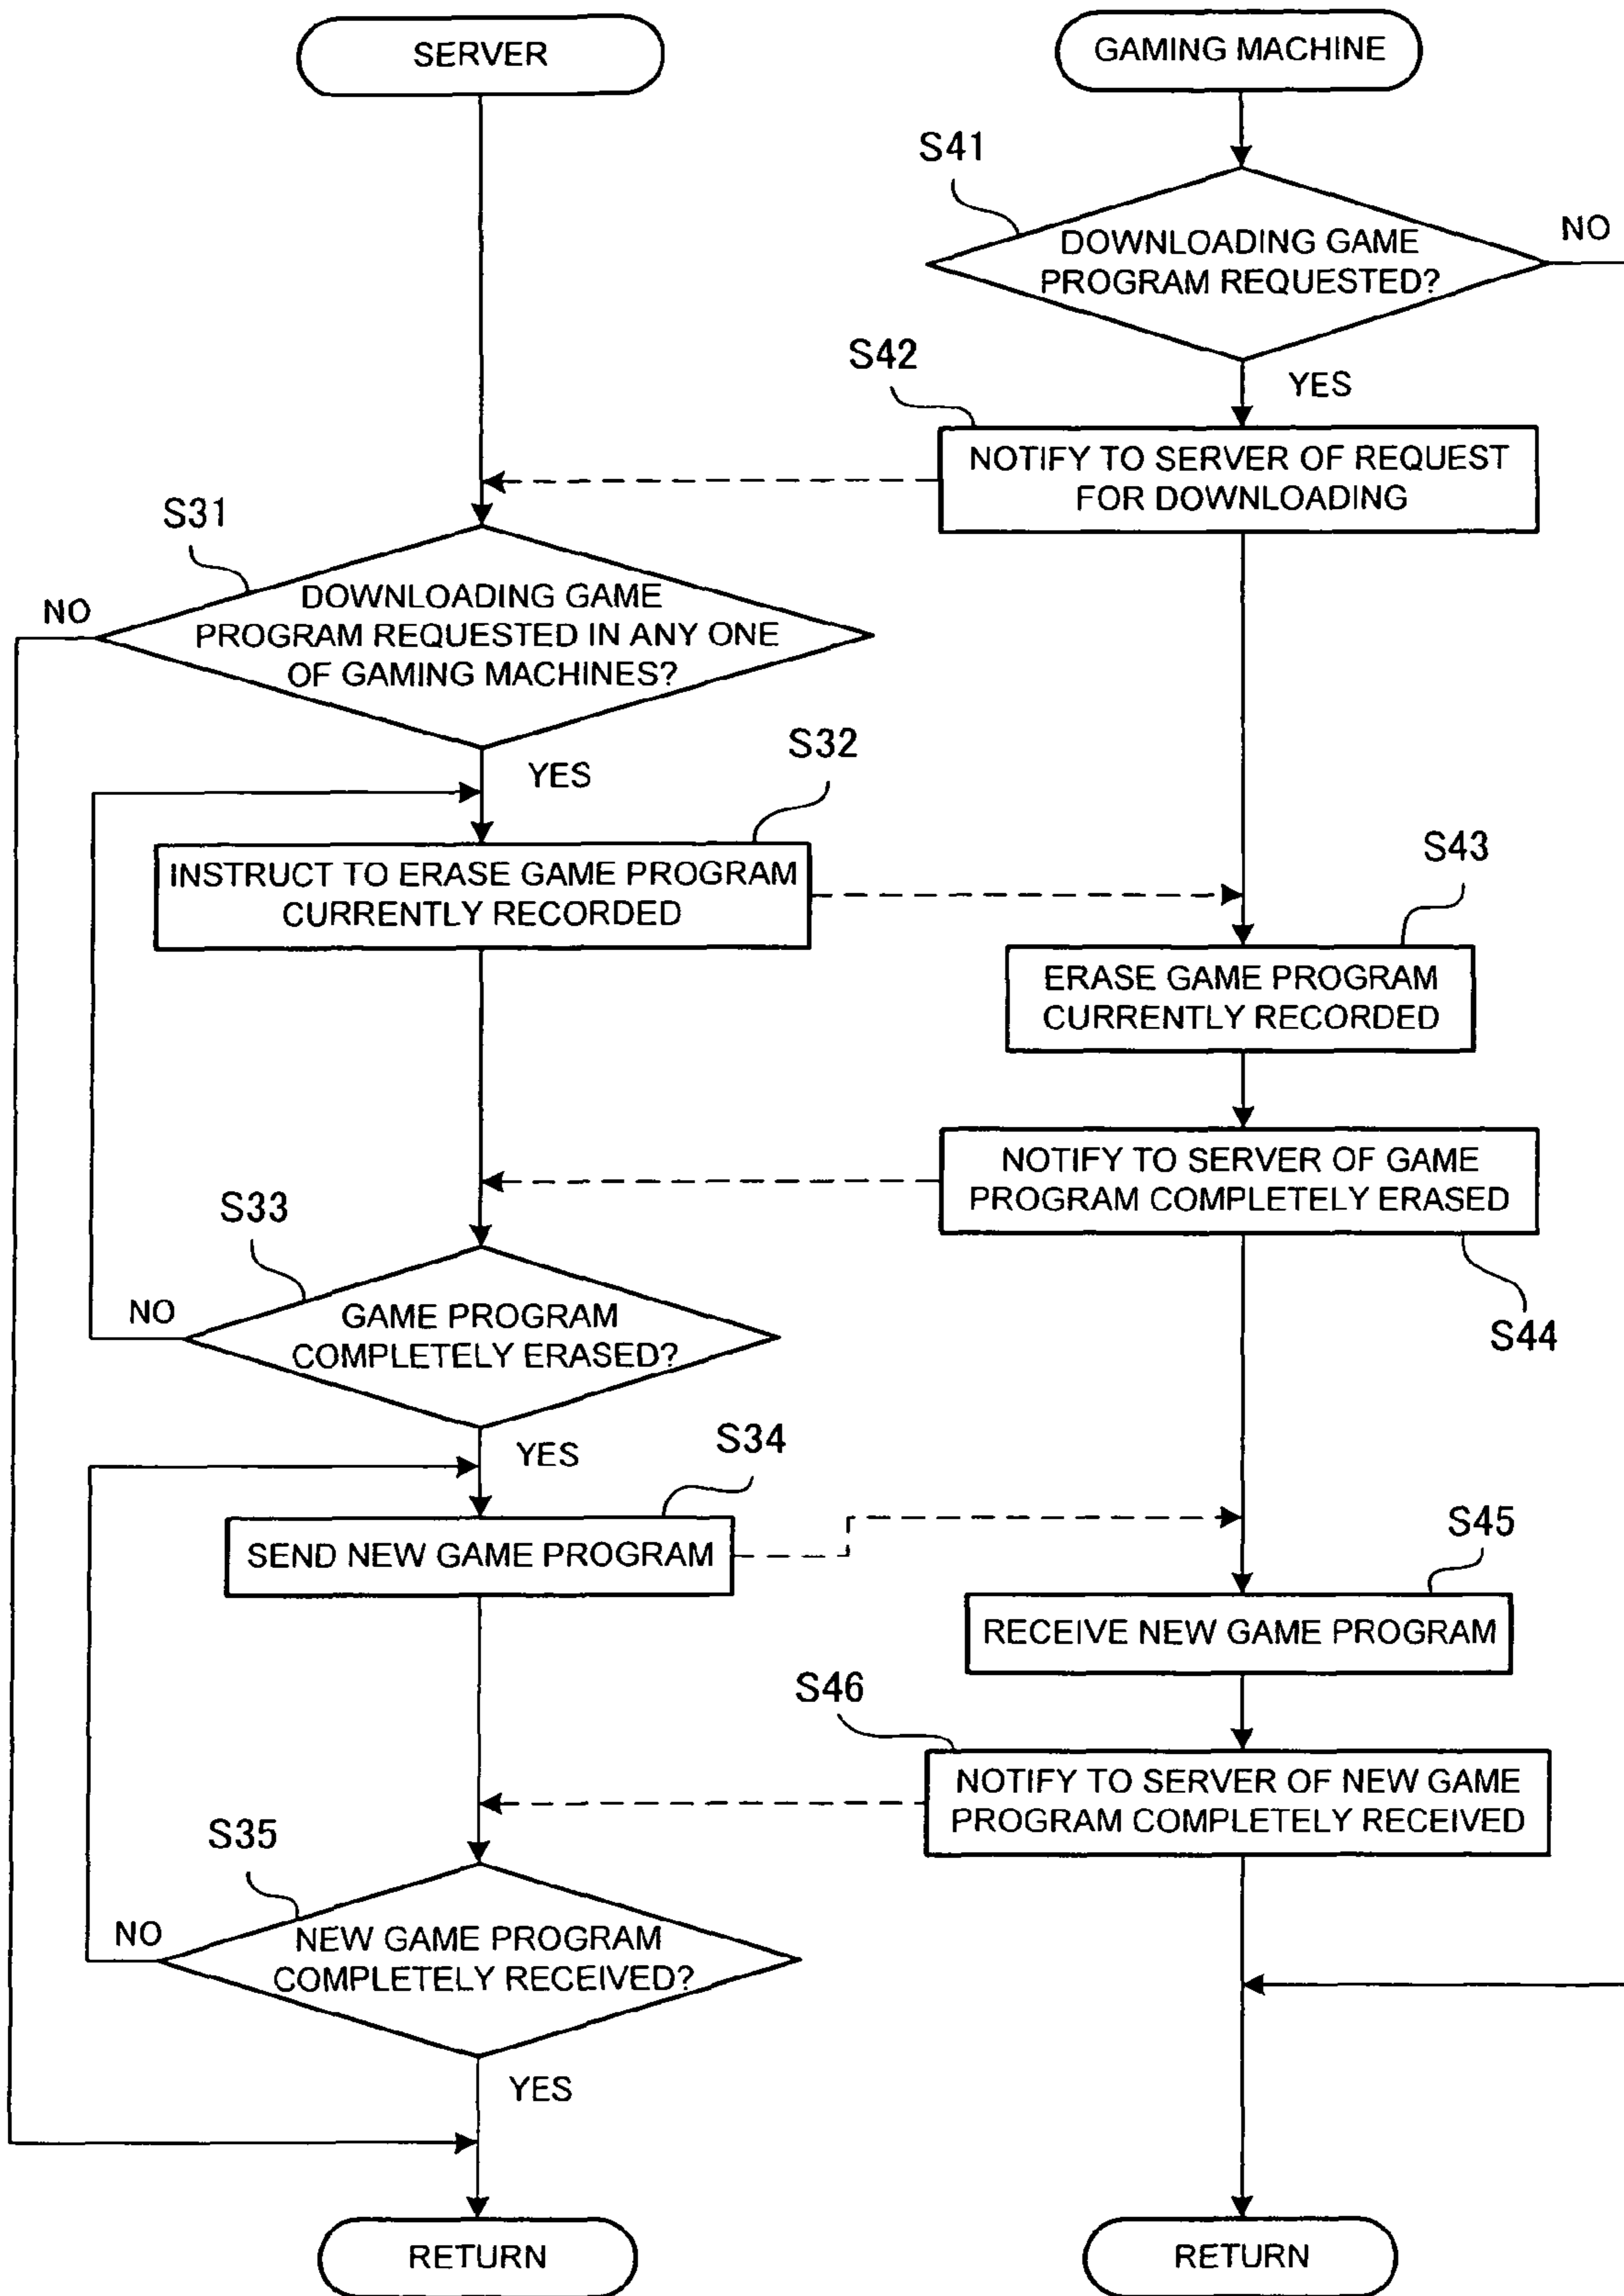 SERVER
GAMING MACHINE
S41
DOWNLOADING GAME
PROGRAM REQUESTED?
NO
YES
S42
NOTIFY TO SERVER OF REQUEST
FOR DOWNLOADING
S31
DOWNLOADING GAME
PROGRAM REQUESTED IN ANY ONE
OF GAMING MACHINES?
NO
YES
S32
INSTRUCT TO ERASE GAME PROGRAM
CURRENTLY RECORDED
S43
ERASE GAME PROGRAM
CURRENTLY RECORDED
NOTIFY TO SERVER OF GAME
PROGRAM COMPLETELY ERASED
S44
S33
GAME PROGRAM
COMPLETELY ERASED?
NO
YES
S34
SEND NEW GAME PROGRAM
S45
RECEIVE NEW GAME PROGRAM
S46
NOTIFY TO SERVER OF NEW GAME
PROGRAM COMPLETELY RECEIVED
S35
NEW GAME PROGRAM
COMPLETELY RECEIVED?
NO
YES
RETURN
RETURN